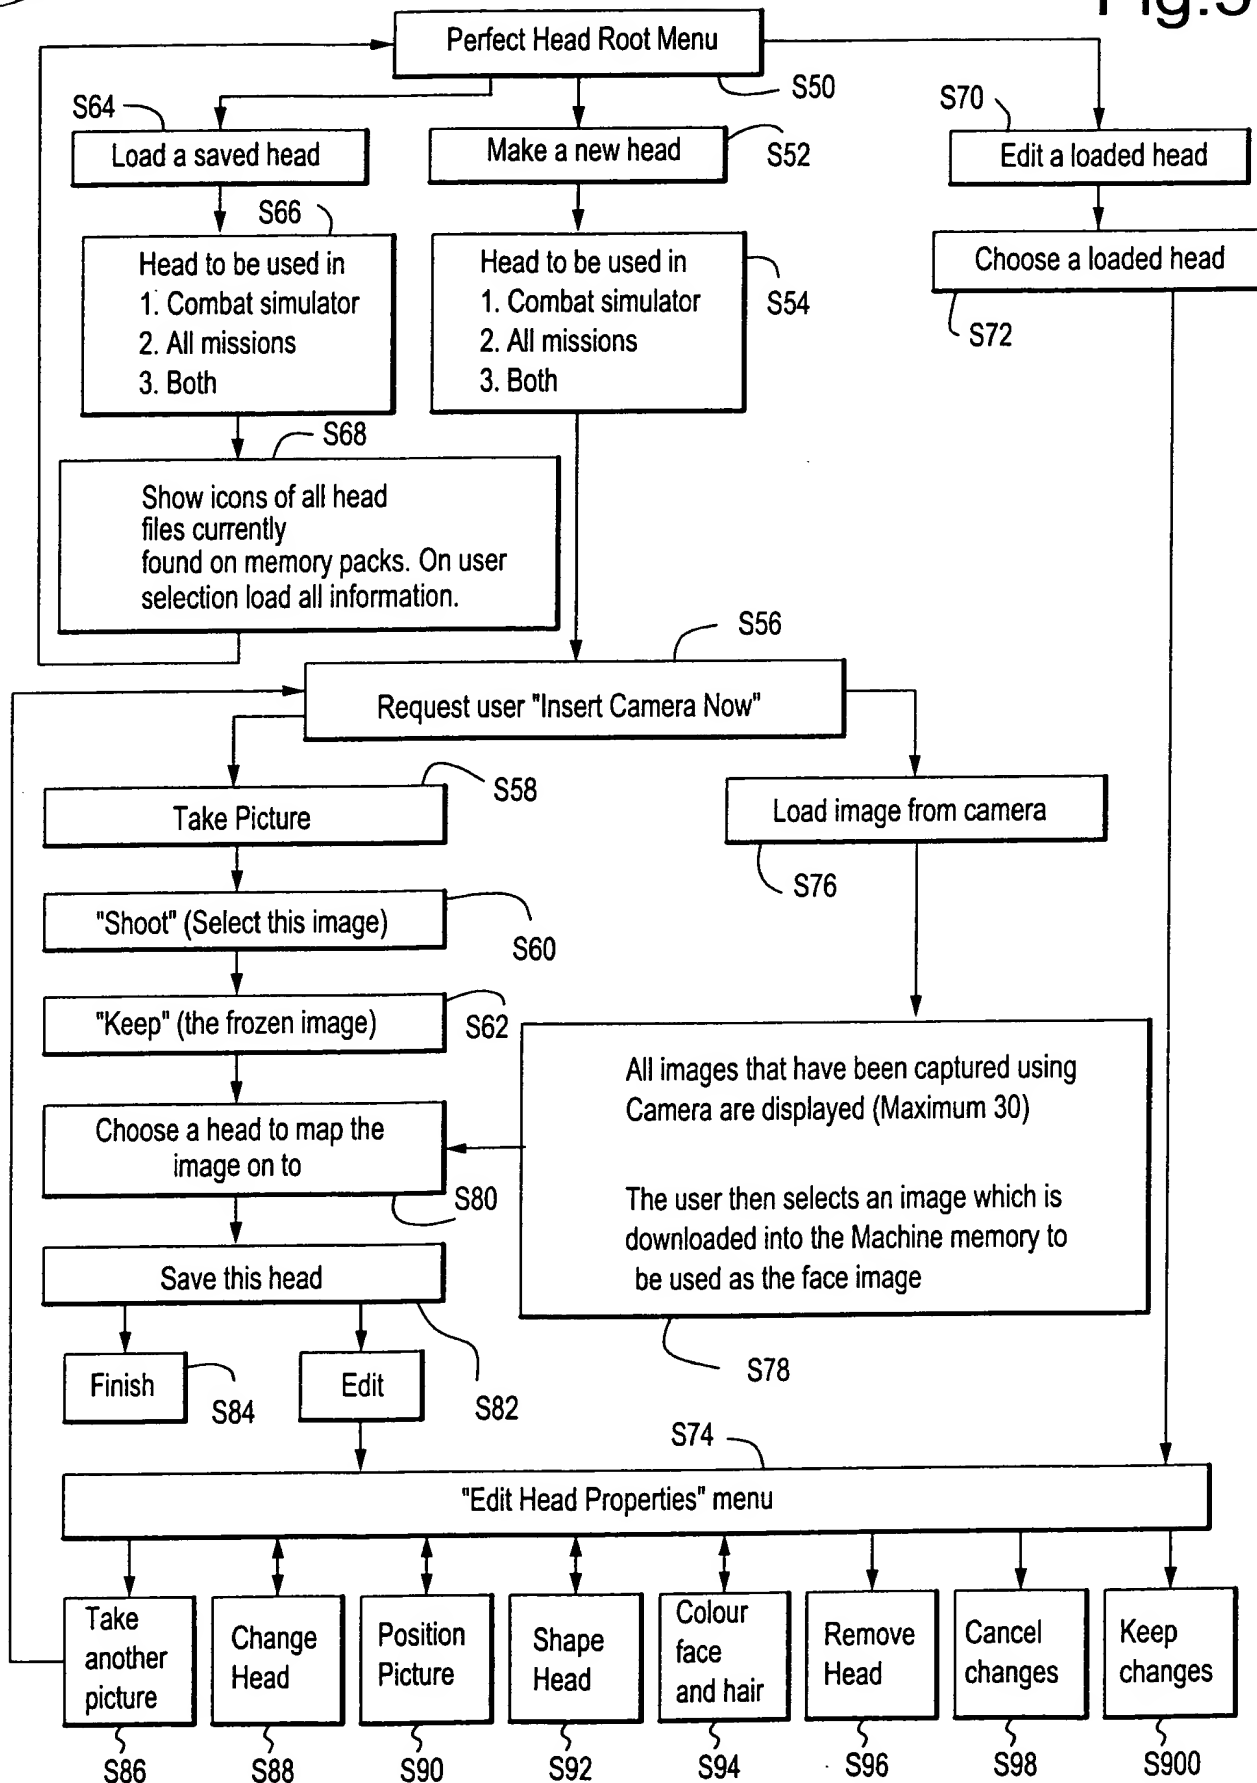 Fig.5
Perfect Head Root Menu
S50
S64
S70
Load a saved head
Make a new head
S52
Edit a loaded head
S66
Head to be used in
1. Combat simulator
2. All missions
3. Both
Head to be used in
1. Combat simulator
2. All missions
3. Both
S54
Choose a loaded head
S72
S68
Show icons of all head
files currently
found on memory packs. On user
selection load all information.
S56
Request user "Insert Camera Now"
S58
Take Picture
Load image from camera
S76
"Shoot" (Select this image)
S60
"Keep" (the frozen image)
S62
All images that have been captured using
Camera are displayed (Maximum 30)
The user then selects an image which is
downloaded into the Machine memory to
be used as the face image
S78
Choose a head to map the
image on to
S80
Save this head
S82
Finish
S84
Edit
S74
"Edit Head Properties" menu
Take
another
picture
Change
Head
Position
Picture
Shape
Head
Colour
face
and hair
Remove
Head
Cancel
changes
Keep
changes
S86
S88
S90
S92
S94
S96
S98
S900